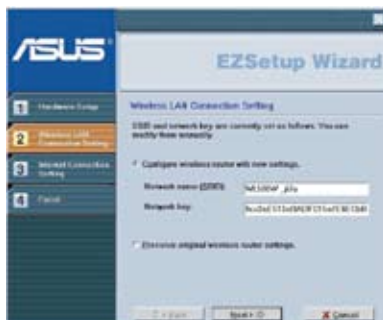 ASUS
EZSetup Wizard
1 Hardware Setup
2 Wireless LAN
Connection Setting
3 Internet Connection
Setting
4 Finish
Wireless LAN Connection Setting
SSID and network key are currently set as follows. You can
modify them manually.
Configure wireless router with new settings.
Network name (SSID):
Network key:
Preserve original wireless router settings.
< Back
Next >
X Cancel